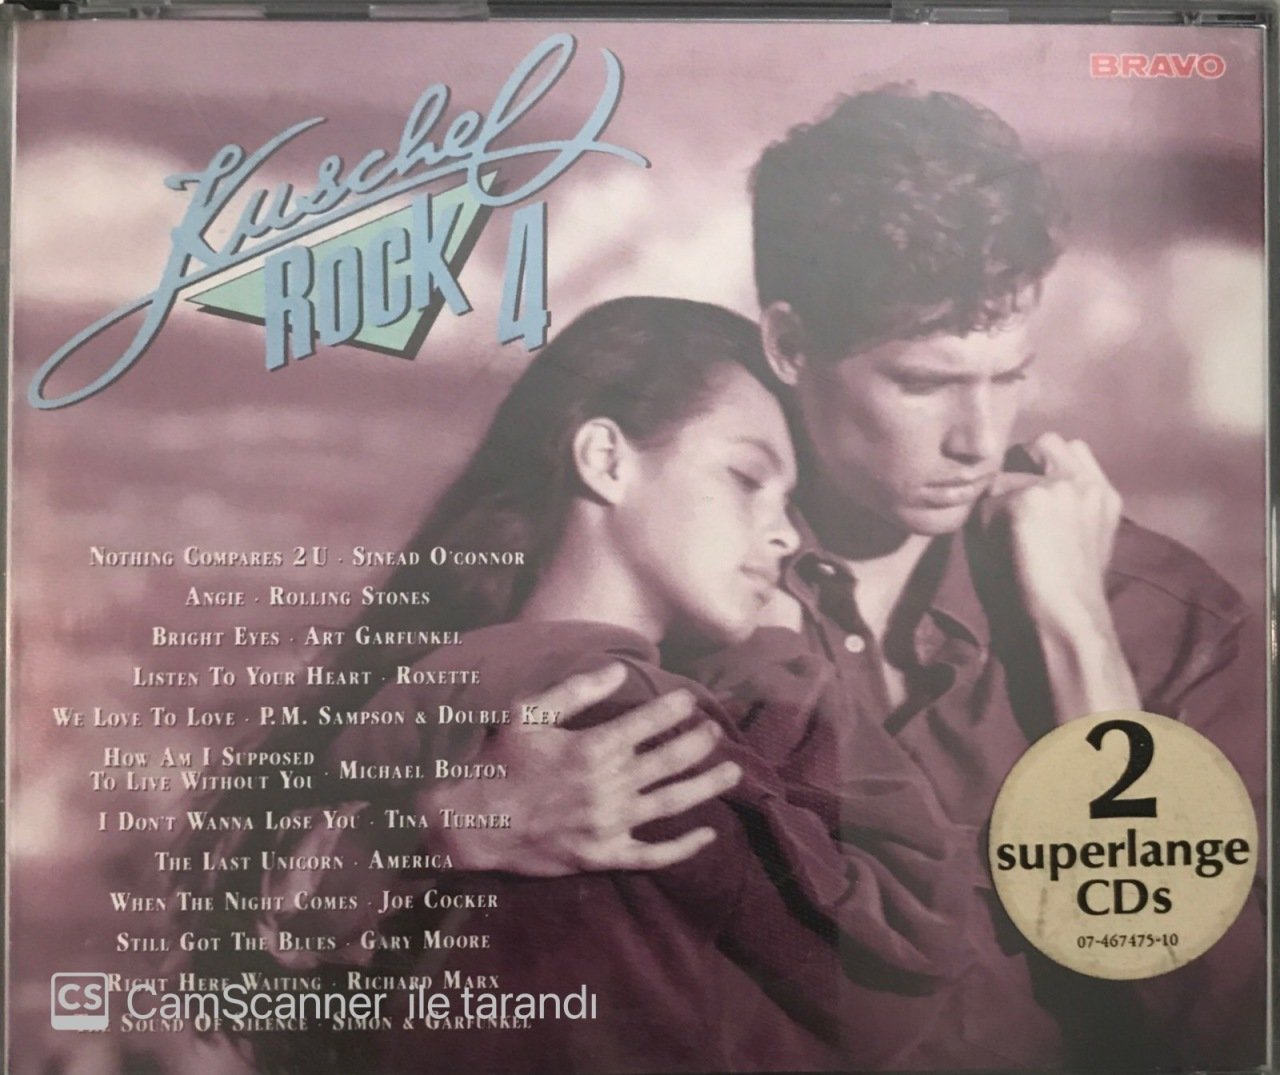 BRAVO
Kuschel
ROCK 4
NOTHING COMPARES 2 U · SINEAD O'CONNOR
ANGIE · ROLLING STONES
BRIGHT EYES · ART GARFUNKEL
LISTEN TO YOUR HEART · ROXETTE
WE LOVE TO LOVE · P.M. SAMPSON & DOUBLE KEY
HOW AM I SUPPOSED
TO LIVE WITHOUT YOU · MICHAEL BOLTON
I DON'T WANNA LOSE YOU · TINA TURNER
THE LAST UNICORN · AMERICA
WHEN THE NIGHT COMES · JOE COCKER
STILL GOT THE BLUES · GARY MOORE
RIGHT HERE WAITING · RICHARD MARX
THE SOUND OF SILENCE · SIMON & GARFUNKEL
2
superlange
CDs
07-467475-10
CS CamScanner ile tarandı